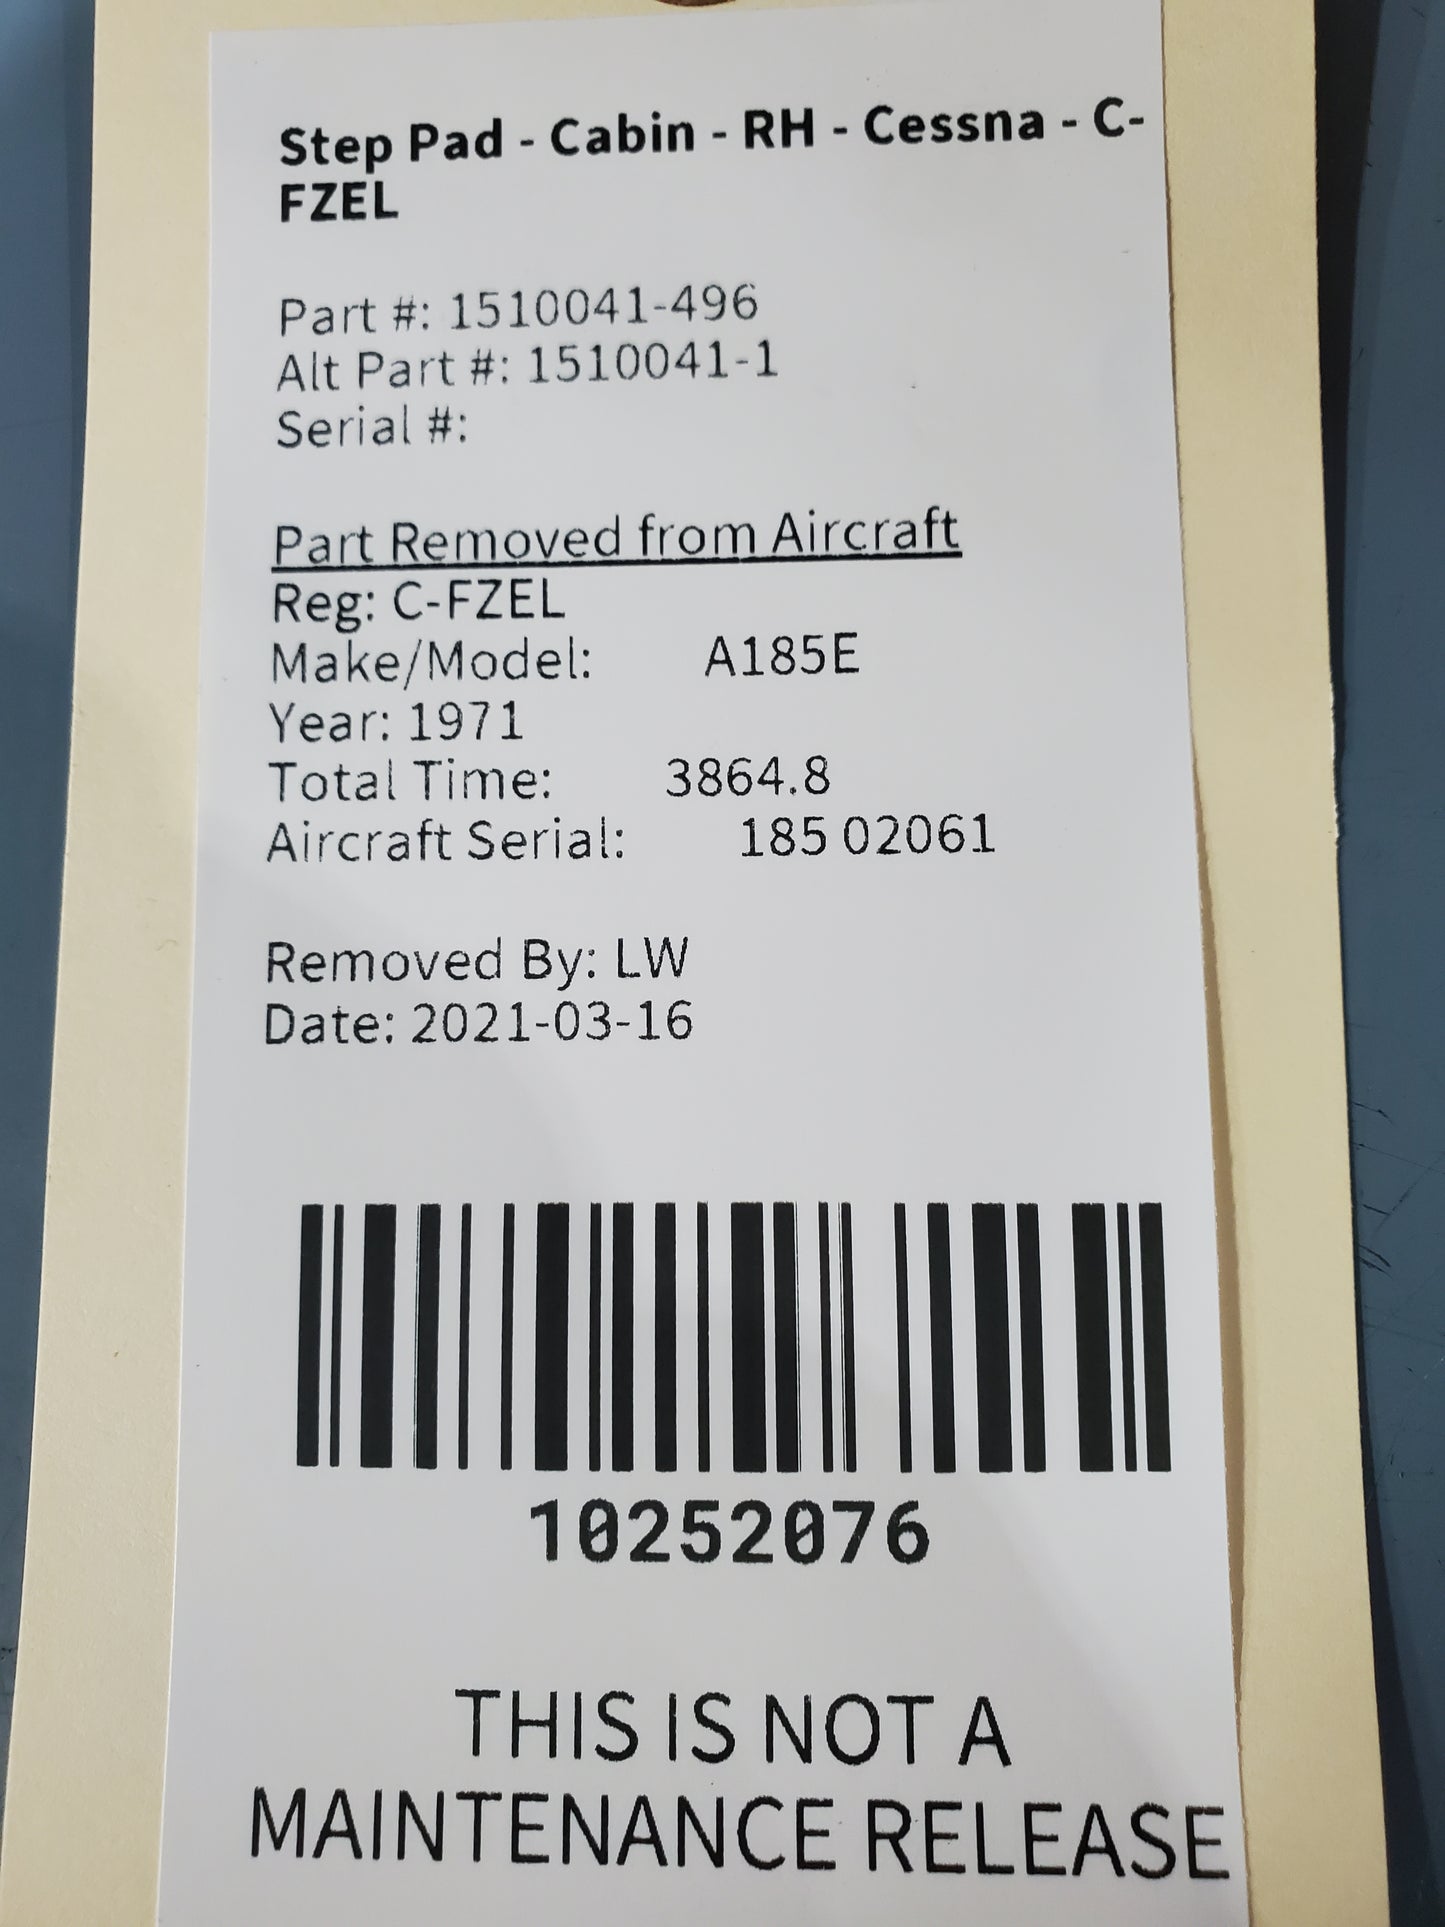 Step Pad - Cabin - RH - Cessna - C-
FZEL
Part #: 1510041-496
Alt Part #: 1510041-1
Serial #:
Part Removed from Aircraft
Reg: C-FZEL
Make/Model: A185E
Year: 1971
Total Time: 3864.8
Aircraft Serial: 185 02061
Removed By: LW
Date: 2021-03-16
10252076
THIS IS NOT A
MAINTENANCE RELEASE